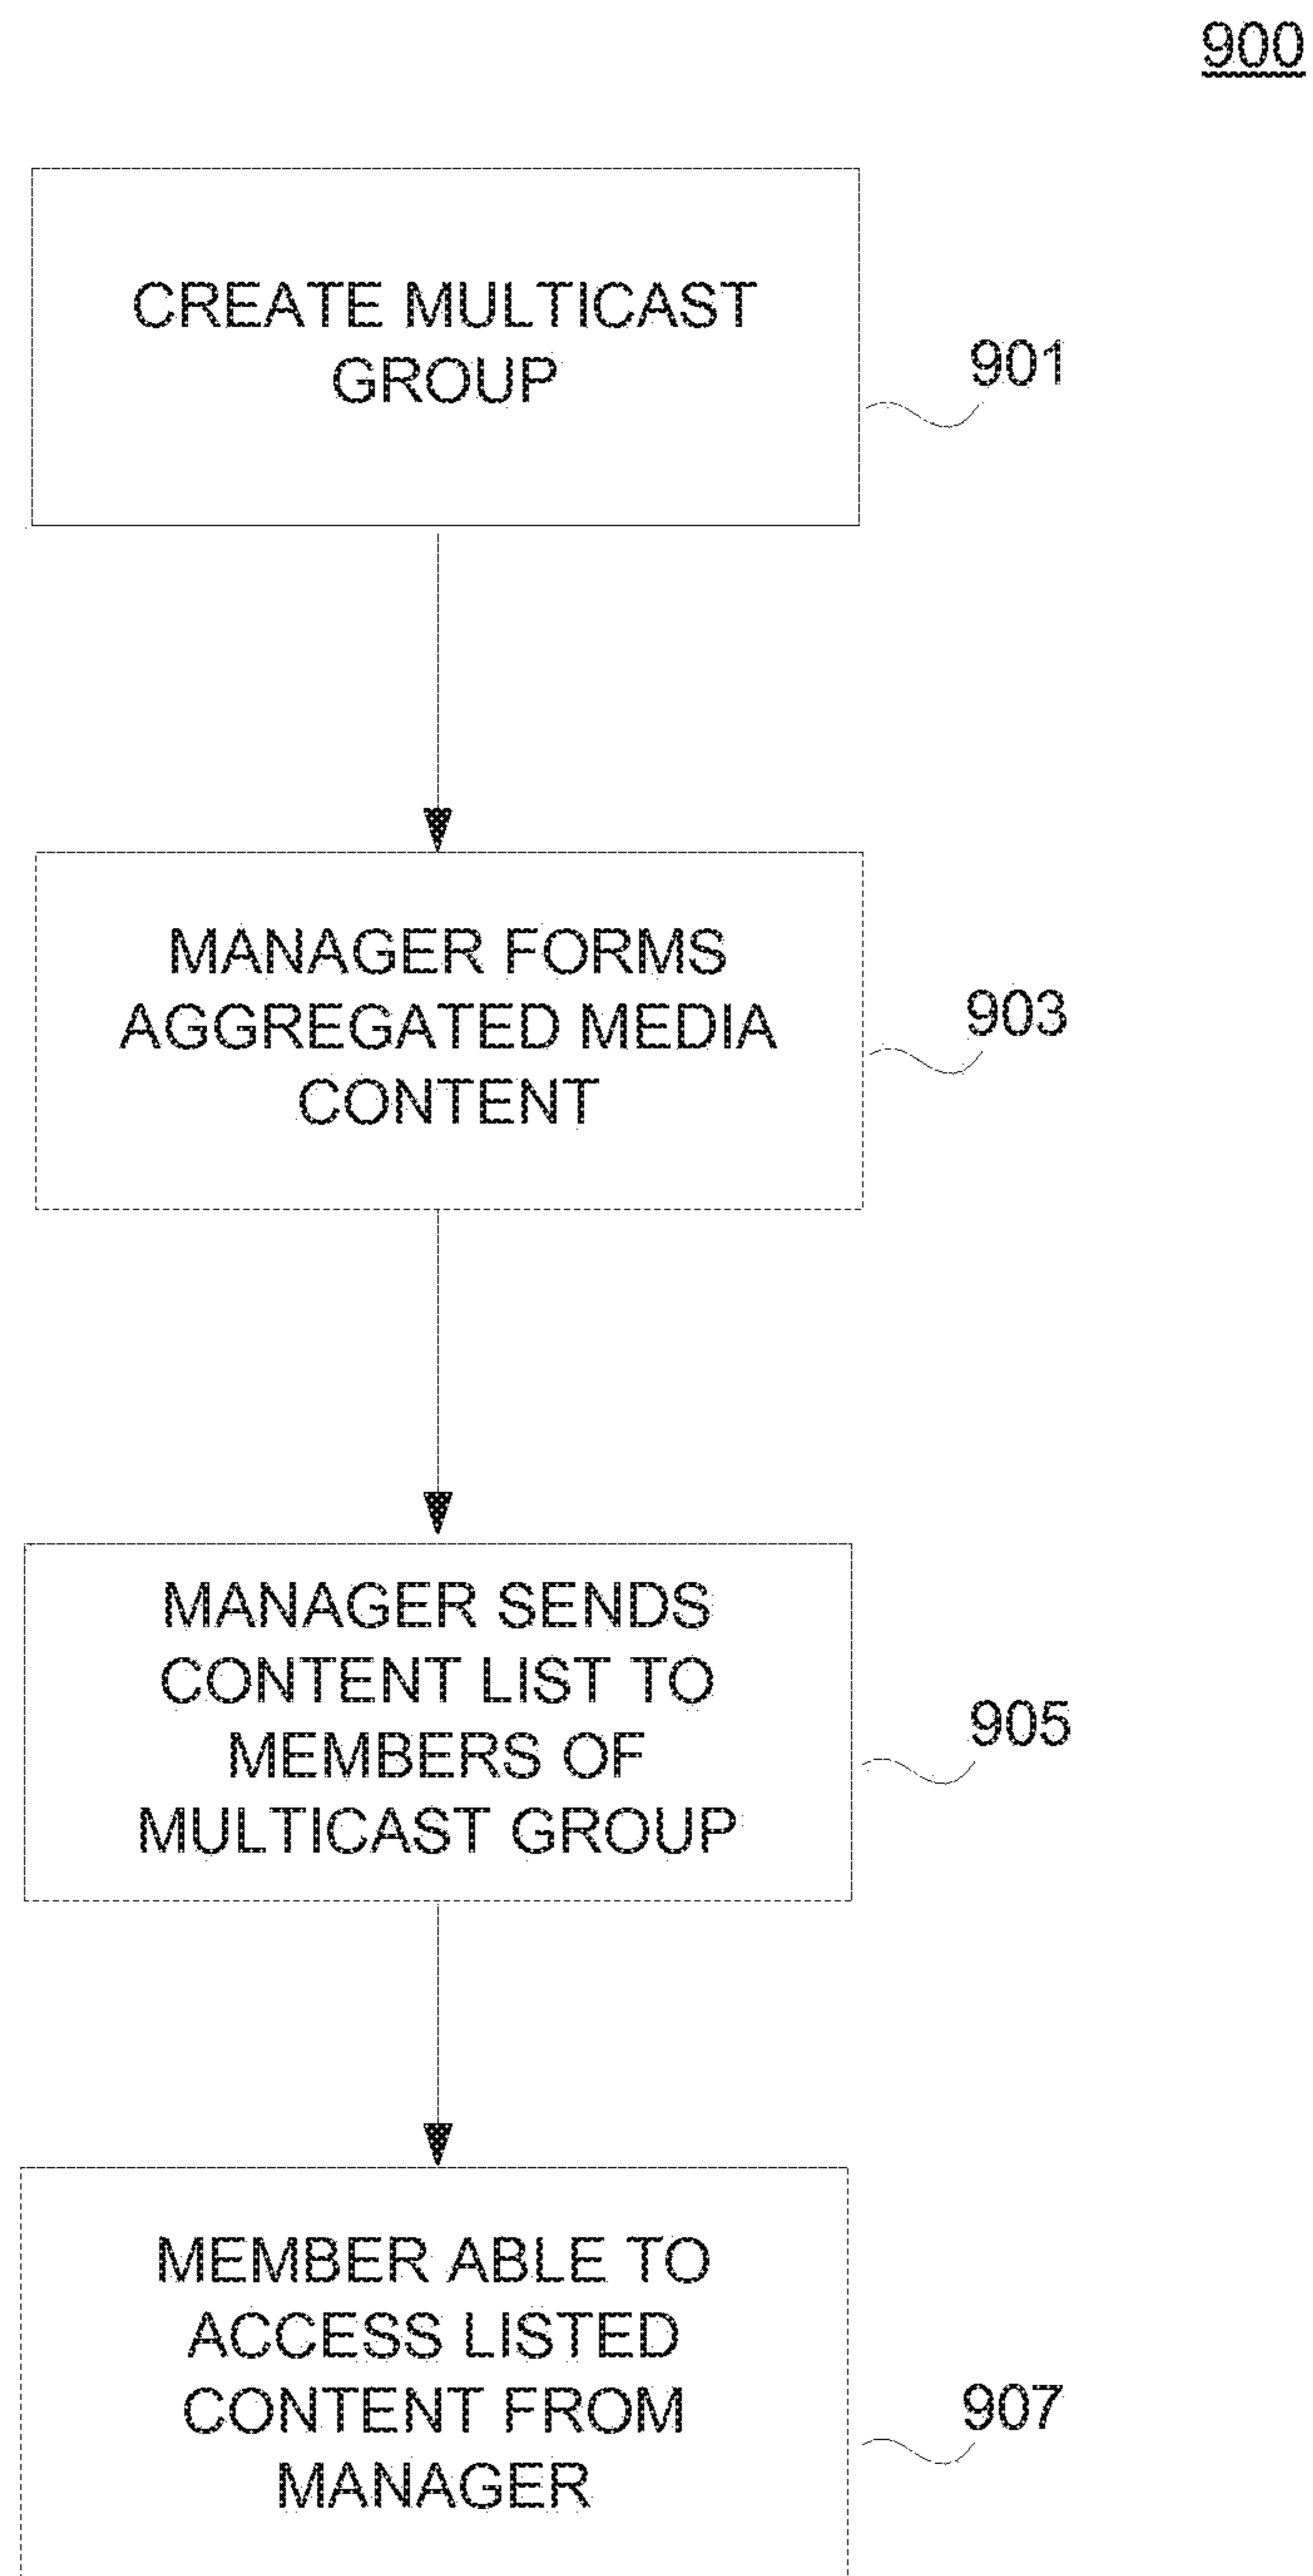 900
CREATE MULTICAST
GROUP
901
MANAGER FORMS
AGGREGATED MEDIA
CONTENT
903
MANAGER SENDS
CONTENT LIST TO
MEMBERS OF
MULTICAST GROUP
905
MEMBER ABLE TO
ACCESS LISTED
CONTENT FROM
MANAGER
907